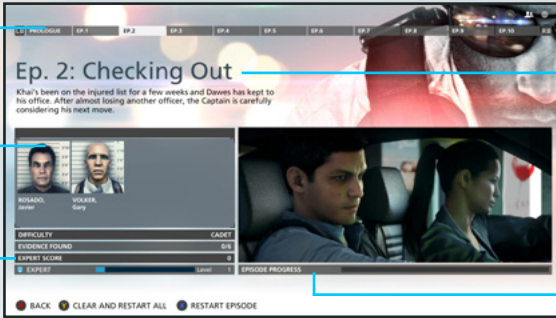 LB PROLOGUE EP.1 EP.2 EP.3 EP.4 EP.5 EP.6 EP.7 EP.8 EP.9 EP.10 RB
Ep. 2: Checking Out
Khai's been on the injured list for a few weeks and Dawes has kept to
his office. After almost losing another officer, the Captain is carefully
considering his next move.
ROSADO,
Javier
VOLKER,
Gary
DIFFICULTY CADET
EVIDENCE FOUND 0/6
EXPERT SCORE 0
EXPERT Level 1
EPISODE PROGRESS
B BACK Y CLEAR AND RESTART ALL X RESTART EPISODE